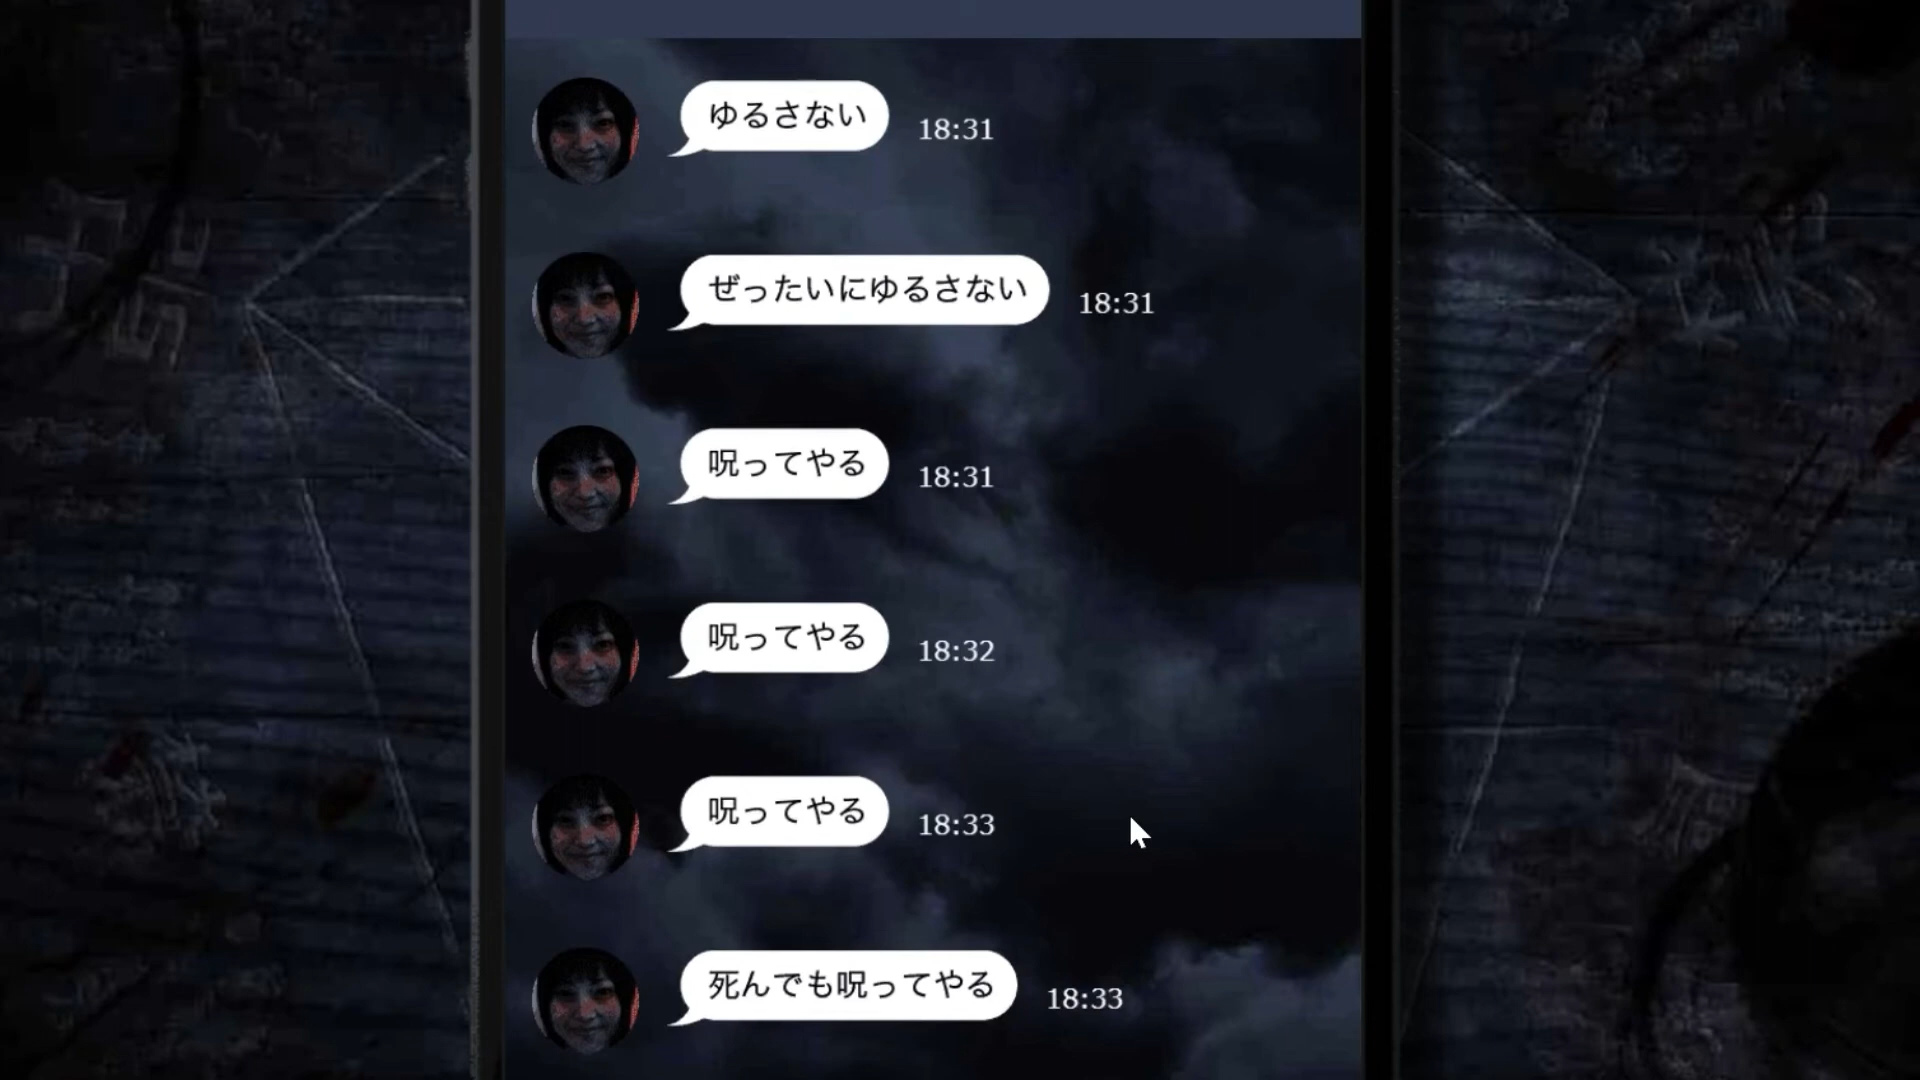 ゆるさない 18:31
ぜったいにゆるさない 18:31
呪ってやる 18:31
呪ってやる 18:32
呪ってやる 18:33
死んでも呪ってやる 18:33